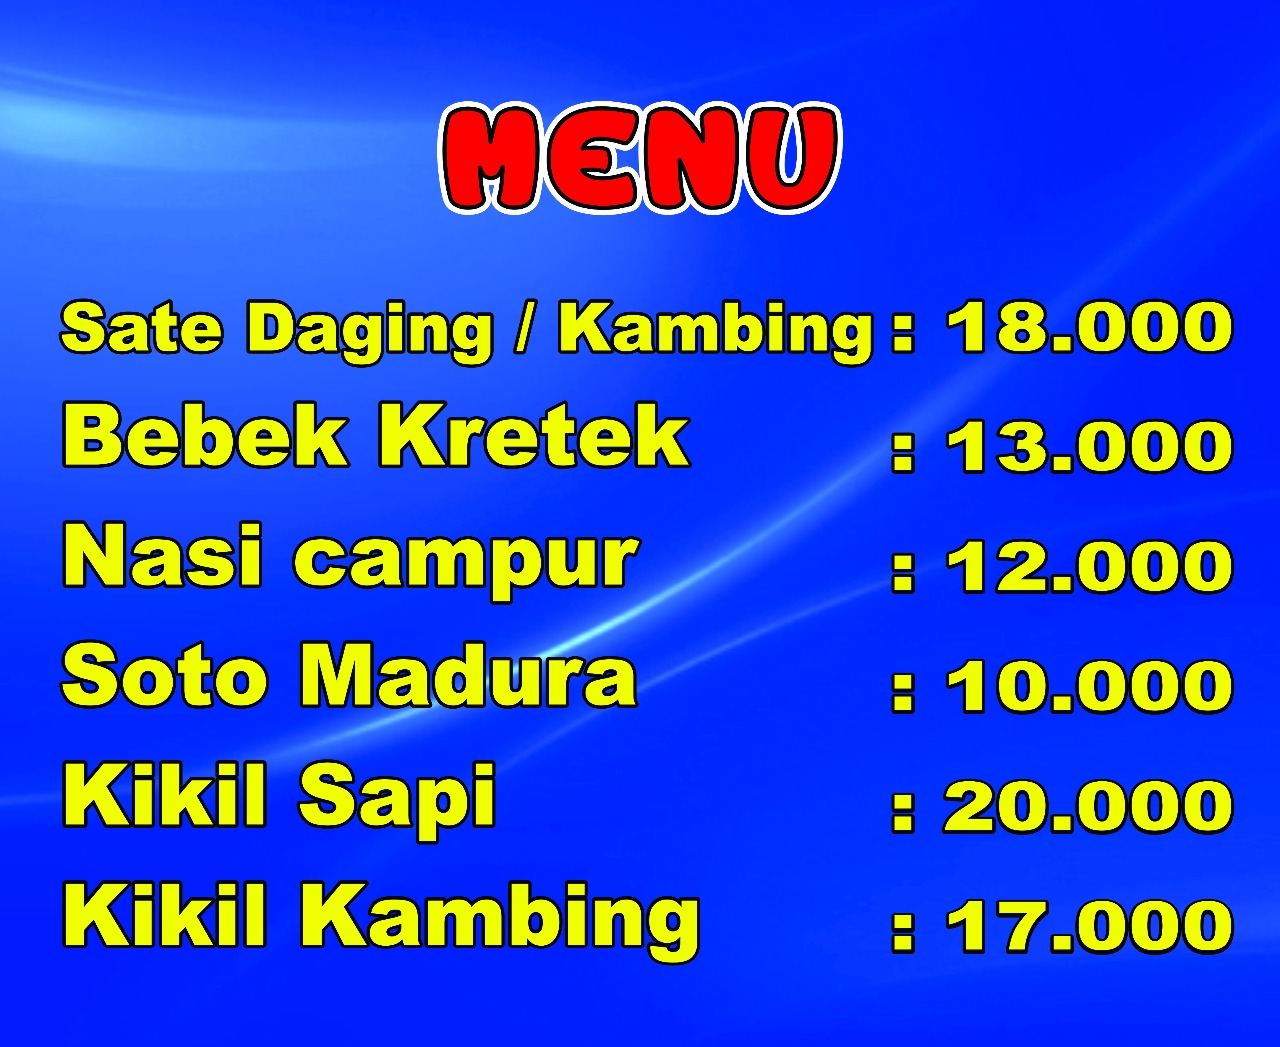 MENU
Sate Daging / Kambing : 18.000
Bebek Kretek : 13.000
Nasi campur : 12.000
Soto Madura : 10.000
Kikil Sapi : 20.000
Kikil Kambing : 17.000